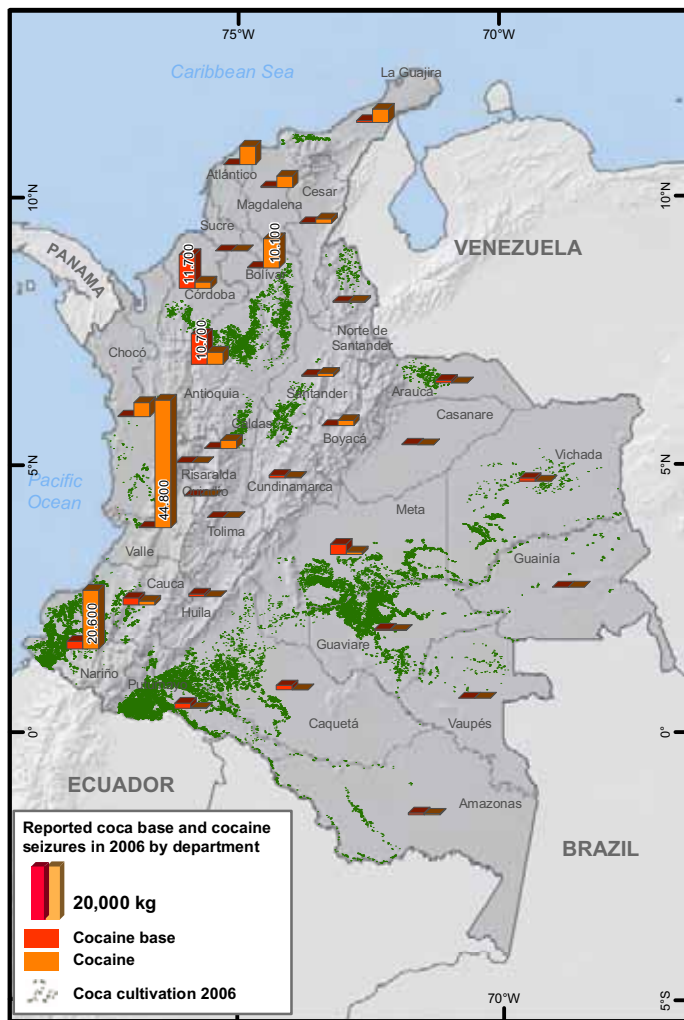 75°W
70°W
Caribbean Sea
La Guajira
Atlántico
Magdalena
Cesar
10°N
10°N
Sucre
PANAMA
VENEZUELA
11.700
10.100
Bolívar
Córdoba
10.700
Norte de
Santander
Chocó
Antioquia
Santander
Arauca
Caldas
Casanare
Boyacá
5°N
5°N
Pacific
Ocean
Risaralda
Vichada
44.800
Cundinamarca
Meta
Tolima
Valle
Guainía
Cauca
Huila
20.600
Guaviare
Nariño
Caquetá
Vaupés
0°
0°
ECUADOR
Amazonas
BRAZIL
Reported coca base and cocaine
seizures in 2006 by department
20,000 kg
Cocaine base
Cocaine
Coca cultivation 2006
70°W
5°S